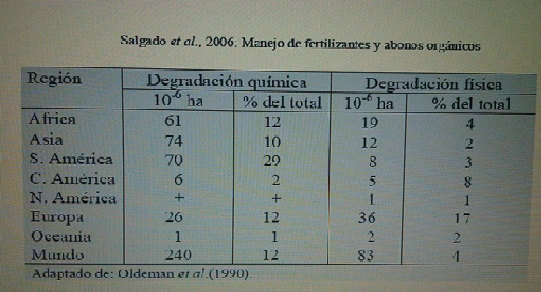 Salgado et al., 2006. Manejo de fertilizantes y abonos orgánicos
Región Degradación química Degradación física
10⁻⁶ ha % del total 10⁻⁶ ha % del total
Africa 61 12 19 4
Asia 74 10 12 2
S. América 70 29 8 3
C. América 6 2 5 8
N. América + + 1 1
Europa 26 12 36 17
Oceanía 1 1 2 2
Mundo 240 12 83 4
Adaptado de: Oldeman et al.(1990)